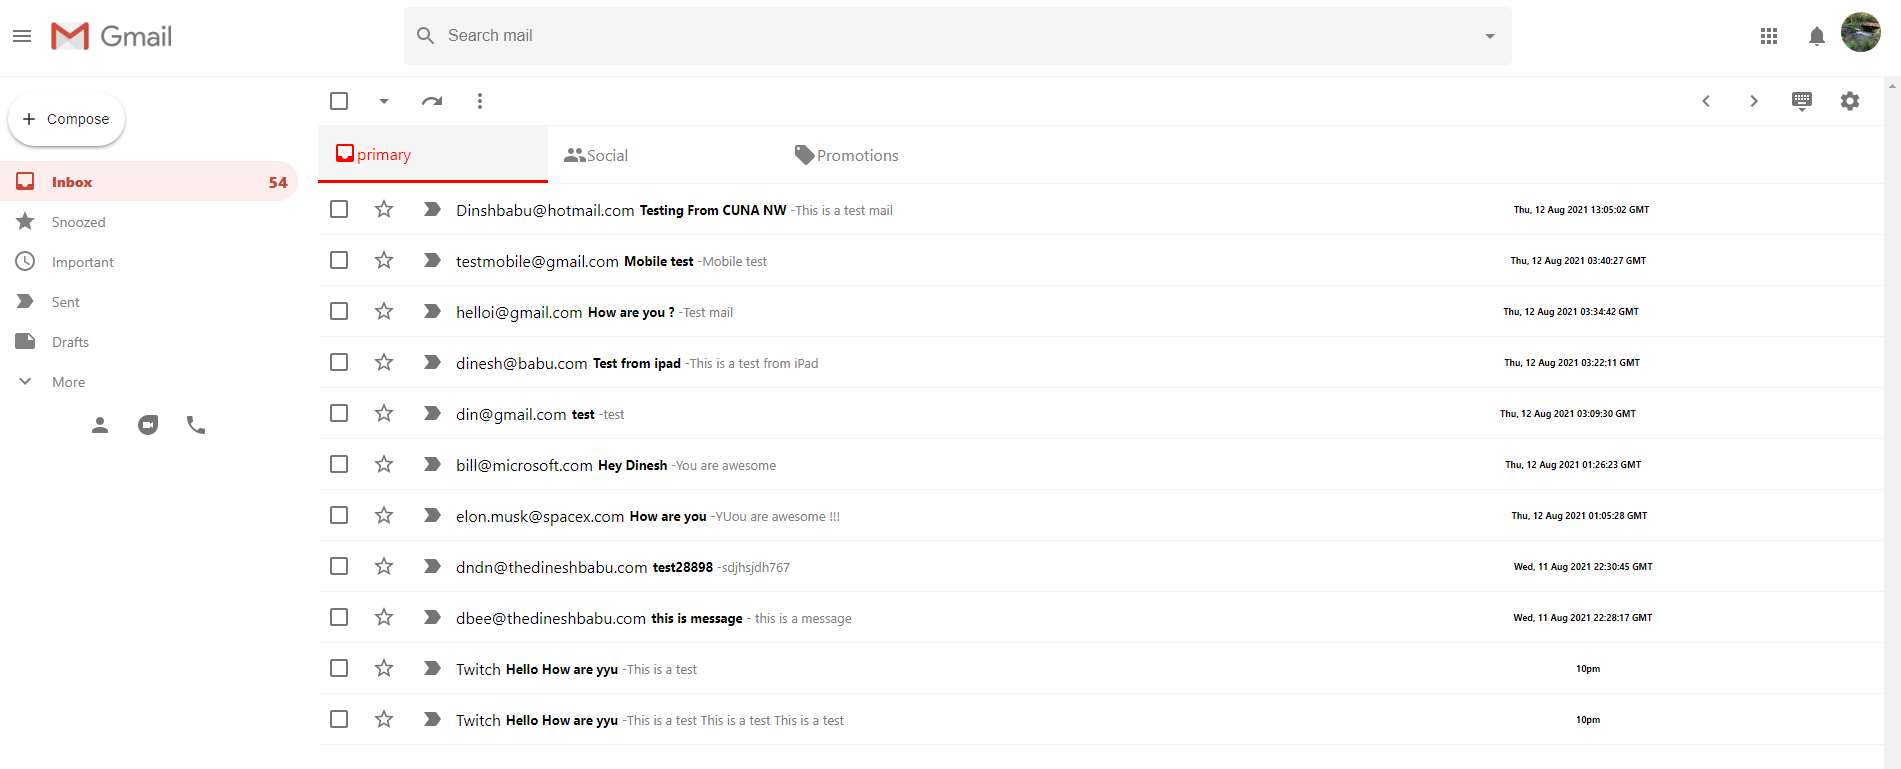 Gmail
Search mail
Compose
Inbox 54
Snoozed
Important
Sent
Drafts
More
primary Social Promotions
Dinshbabu@hotmail.com Testing From CUNA NW -This is a test mail Thu, 12 Aug 2021 13:05:02 GMT
testmobile@gmail.com Mobile test -Mobile test Thu, 12 Aug 2021 03:40:27 GMT
helloi@gmail.com How are you ? -Test mail Thu, 12 Aug 2021 03:34:42 GMT
dinesh@babu.com Test from ipad -This is a test from iPad Thu, 12 Aug 2021 03:22:11 GMT
din@gmail.com test -test Thu, 12 Aug 2021 03:09:30 GMT
bill@microsoft.com Hey Dinesh -You are awesome Thu, 12 Aug 2021 01:26:23 GMT
elon.musk@spacex.com How are you -YUou are awesome !!! Thu, 12 Aug 2021 01:05:28 GMT
dndn@thedineshbabu.com test28898 -sdjhsjdh767 Wed, 11 Aug 2021 22:30:45 GMT
dbee@thedineshbabu.com this is message - this is a message Wed, 11 Aug 2021 22:28:17 GMT
Twitch Hello How are yyu -This is a test 10pm
Twitch Hello How are yyu -This is a test This is a test This is a test 10pm